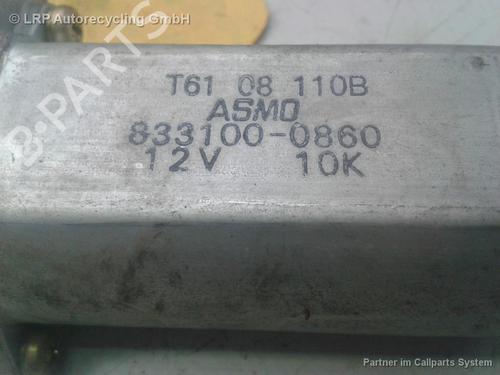 LRP Autorecycling GmbH
B-PARTS
T61 08 110B
ASMO
833100-0860
12V 10K
Partner im Callparts System